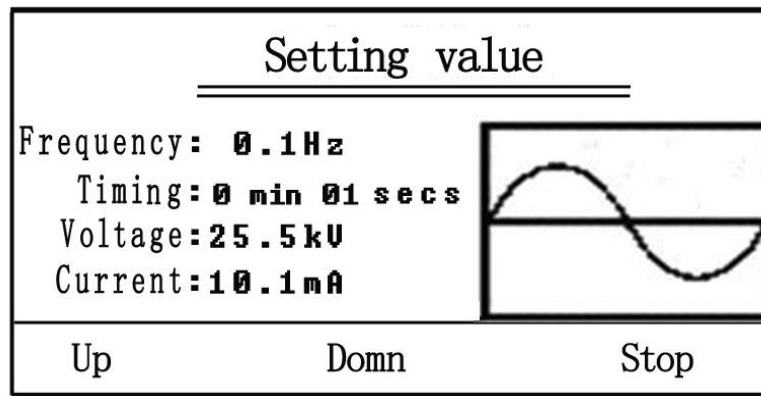 Setting value
Frequency: 0.1Hz
Timing:0 min 01 secs
Voltage:25.5kV
Current:10.1mA
Up Domn Stop